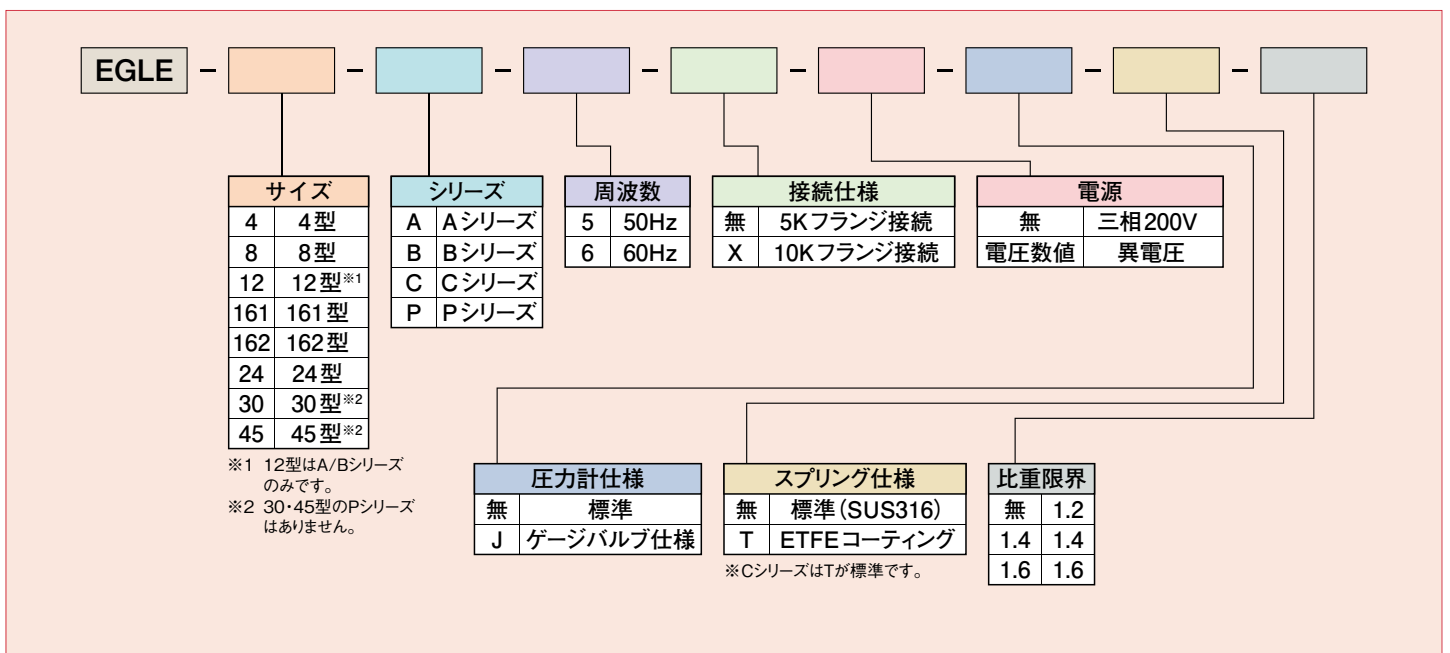 EGLE - - - - - - - -
サイズ
4 4型
8 8型
12 12型※1
161 161型
162 162型
24 24型
30 30型※2
45 45型※2
※1 12型はA/Bシリーズ
のみです。
※2 30・45型のPシリーズ
はありません。
シリーズ
A Aシリーズ
B Bシリーズ
C Cシリーズ
P Pシリーズ
周波数
5 50Hz
6 60Hz
接続仕様
無 5Kフランジ接続
X 10Kフランジ接続
電源
無 三相200V
電圧数値 異電圧
圧力計仕様
無 標準
J ゲージバルブ仕様
スプリング仕様
無 標準(SUS316)
T ETFEコーティング
※CシリーズはTが標準です。
比重限界
無 1.2
1.4 1.4
1.6 1.6